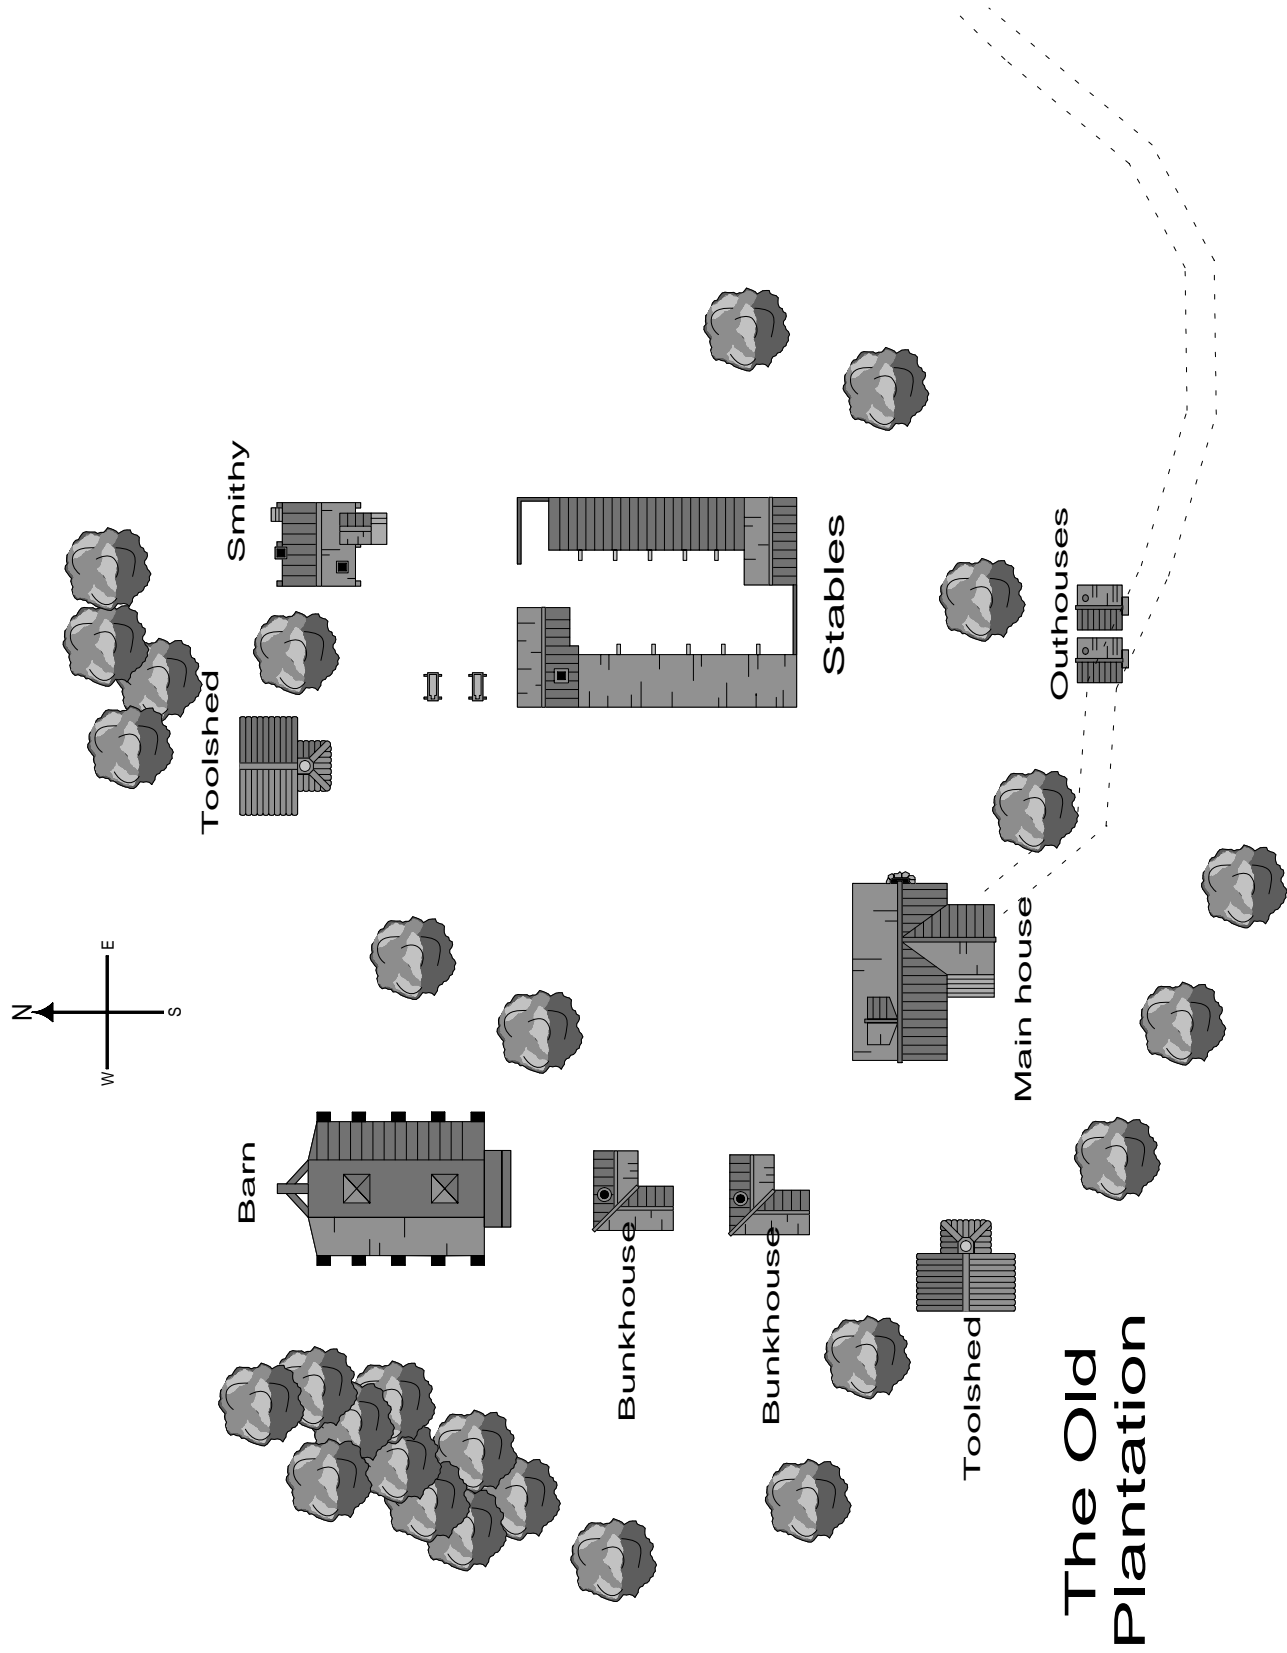 N
W
E
S
Barn
Toolshed
Smithy
Bunkhouse
Bunkhouse
Stables
Main house
Outhouses
Toolshed
The Old
Plantation